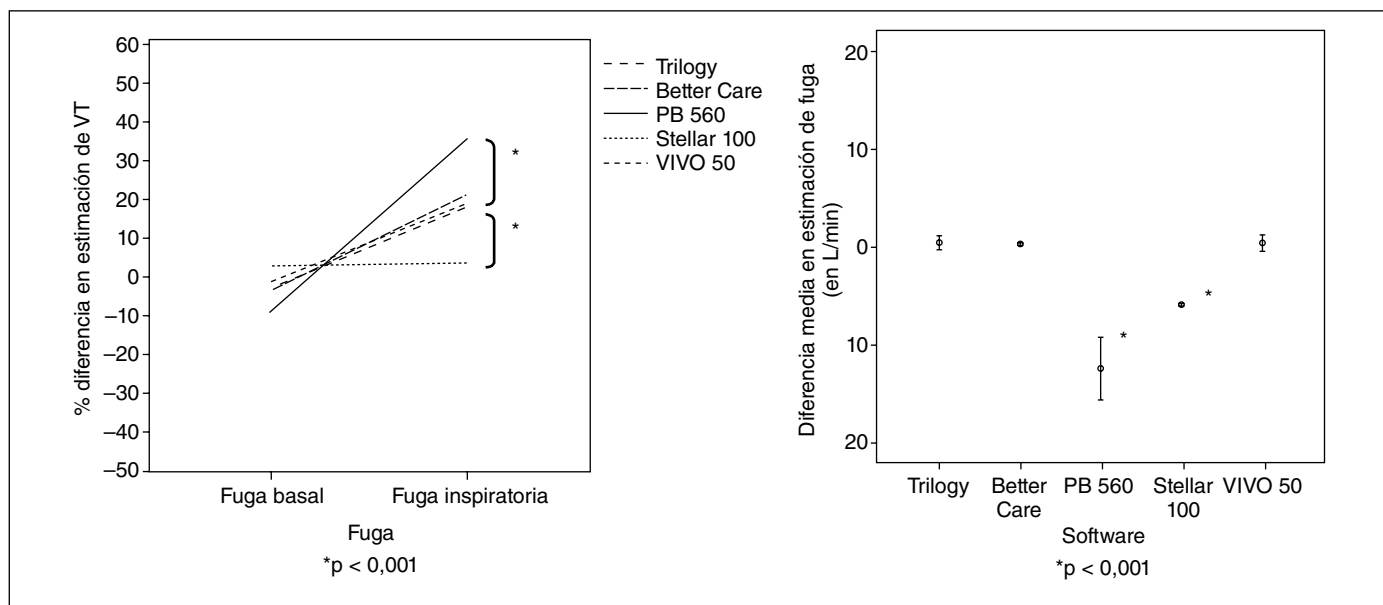 % diferencia en estimación de VT
60
50
40
30
20
10
0
–10
–20
–30
–40
–50
Fuga basal
Fuga inspiratoria
Fuga
*p < 0,001
Trilogy
Better Care
PB 560
Stellar 100
VIVO 50
*
*
Diferencia media en estimación de fuga
(en L/min)
20
10
0
10
20
*
*
Trilogy
Better
Care
PB 560
Stellar
100
VIVO 50
Software
*p < 0,001